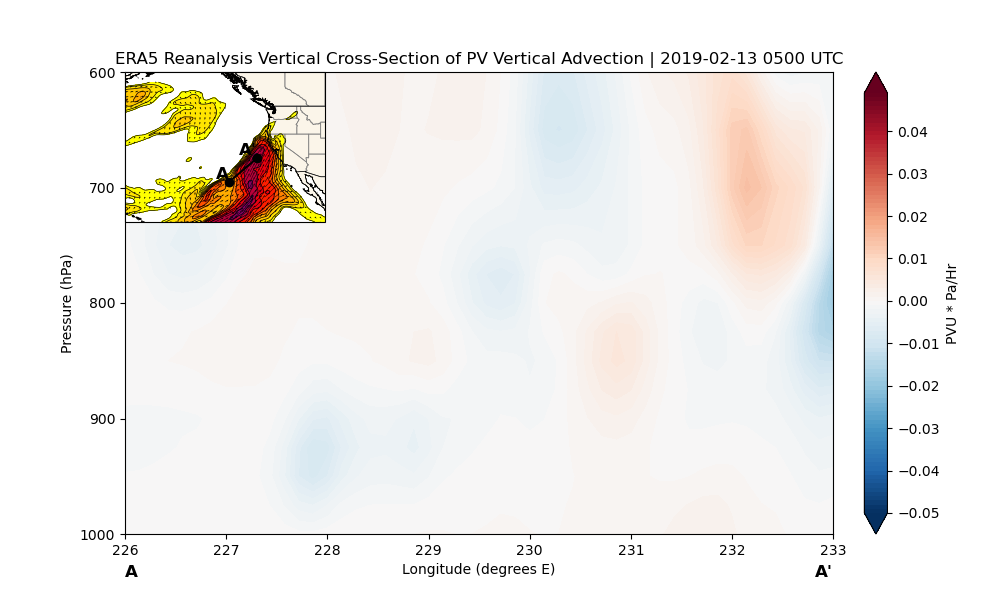 ERA5 Reanalysis Vertical Cross-Section of PV Vertical Advection | 2019-02-13 0500 UTC
600
700
800
900
1000
Pressure (hPa)
A
A
226
227
228
229
230
231
232
233
A
Longitude (degrees E)
A'
0.04
0.03
0.02
0.01
0.00
−0.01
−0.02
−0.03
−0.04
−0.05
PVU * Pa/Hr